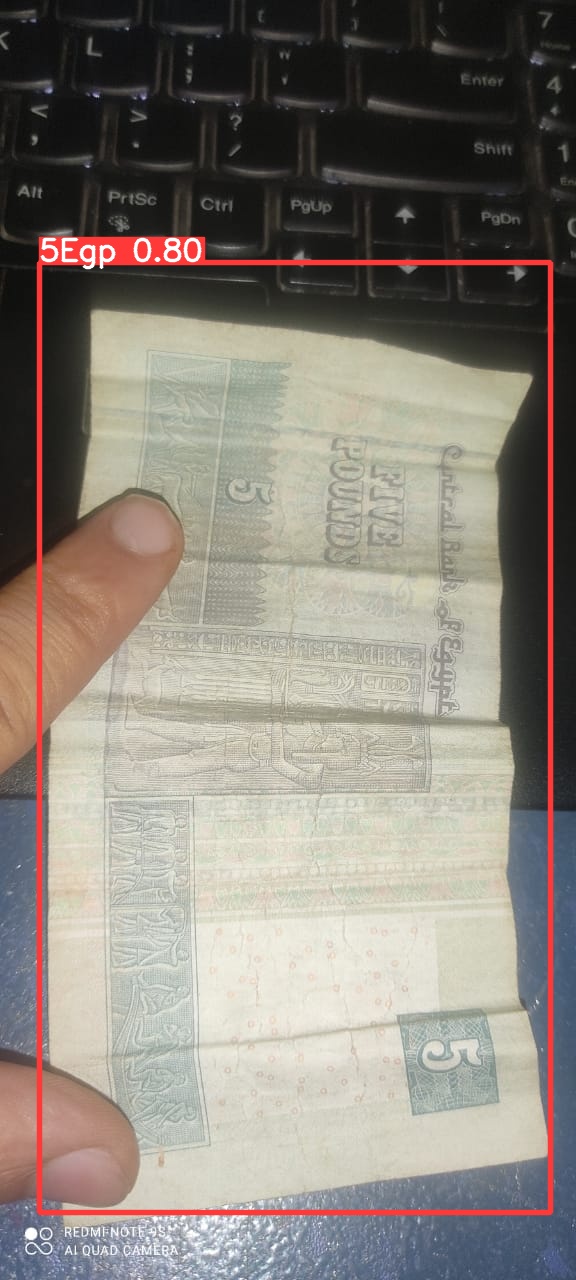 7
Home
K
L
:
;
"
'
Enter
4
<
,
>
.
?
/
Shift
1
Alt
PrtSc
Ctrl
PgUp
PgDn
5Egp 0.80
Central Bank of Egypt
FIVE
POUNDS
5
5
REDMI NOTE 9S
AI QUAD CAMERA